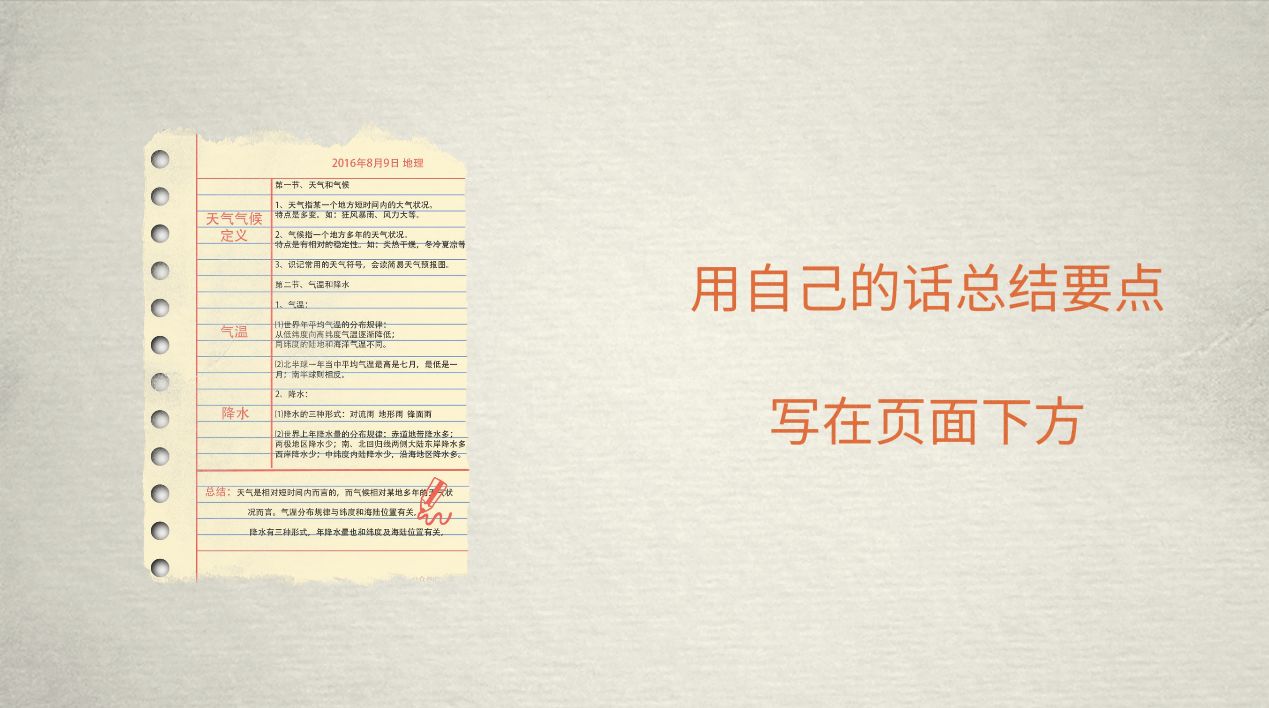 2016年8月9日 地理
第一节、天气和气候
1、天气指某一个地方短时间内的大气状况。
特点是多变。如：狂风暴雨、风力大等。
天气气候
定义
2、气候指一个地方多年的天气状况。
特点是有相对的稳定性。如：炎热干燥，冬冷夏凉等
3、识记常用的天气符号，会读简易天气预报图。
第二节、气温和降水
1、气温：
气温
(1)世界年平均气温的分布规律：
从低纬度向高纬度气温逐渐降低；
同纬度的陆地和海洋气温不同。
(2)北半球一年当中平均气温最高是七月，最低是一
月；南半球则相反。
2、降水：
降水
(1)降水的三种形式：对流雨 地形雨 锋面雨
(2)世界上年降水量的分布规律：赤道地带降水多；
两极地区降水少；南、北回归线两侧大陆东岸降水多
西岸降水少；中纬度内陆降水少，沿海地区降水多。
总结：天气是相对短时间内而言的，而气候相对某地多年的天气状
况而言。气温分布规律与纬度和海陆位置有关。
降水有三种形式，年降水量也和纬度及海陆位置有关。
用自己的话总结要点
写在页面下方